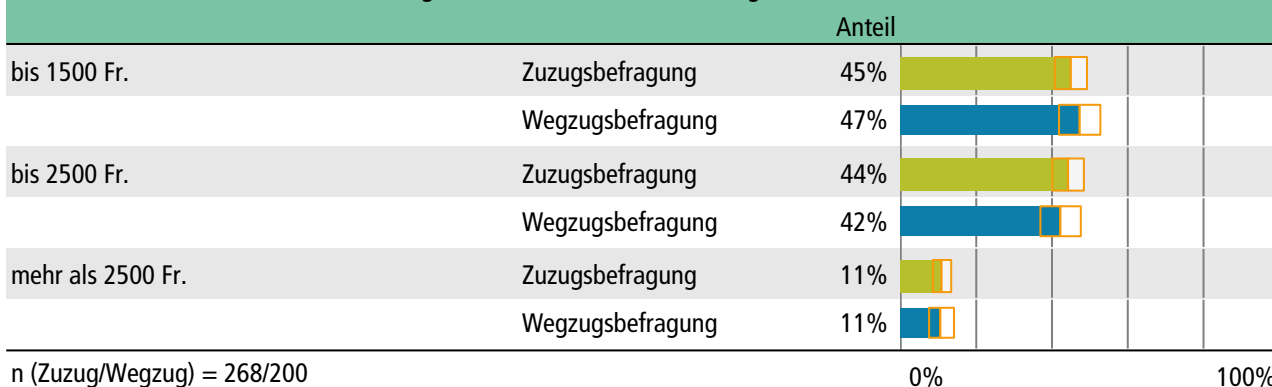 Anteil
bis 1500 Fr. Zuzugsbefragung 45%
Wegzugsbefragung 47%
bis 2500 Fr. Zuzugsbefragung 44%
Wegzugsbefragung 42%
mehr als 2500 Fr. Zuzugsbefragung 11%
Wegzugsbefragung 11%
n (Zuzug/Wegzug) = 268/200 0% 100%